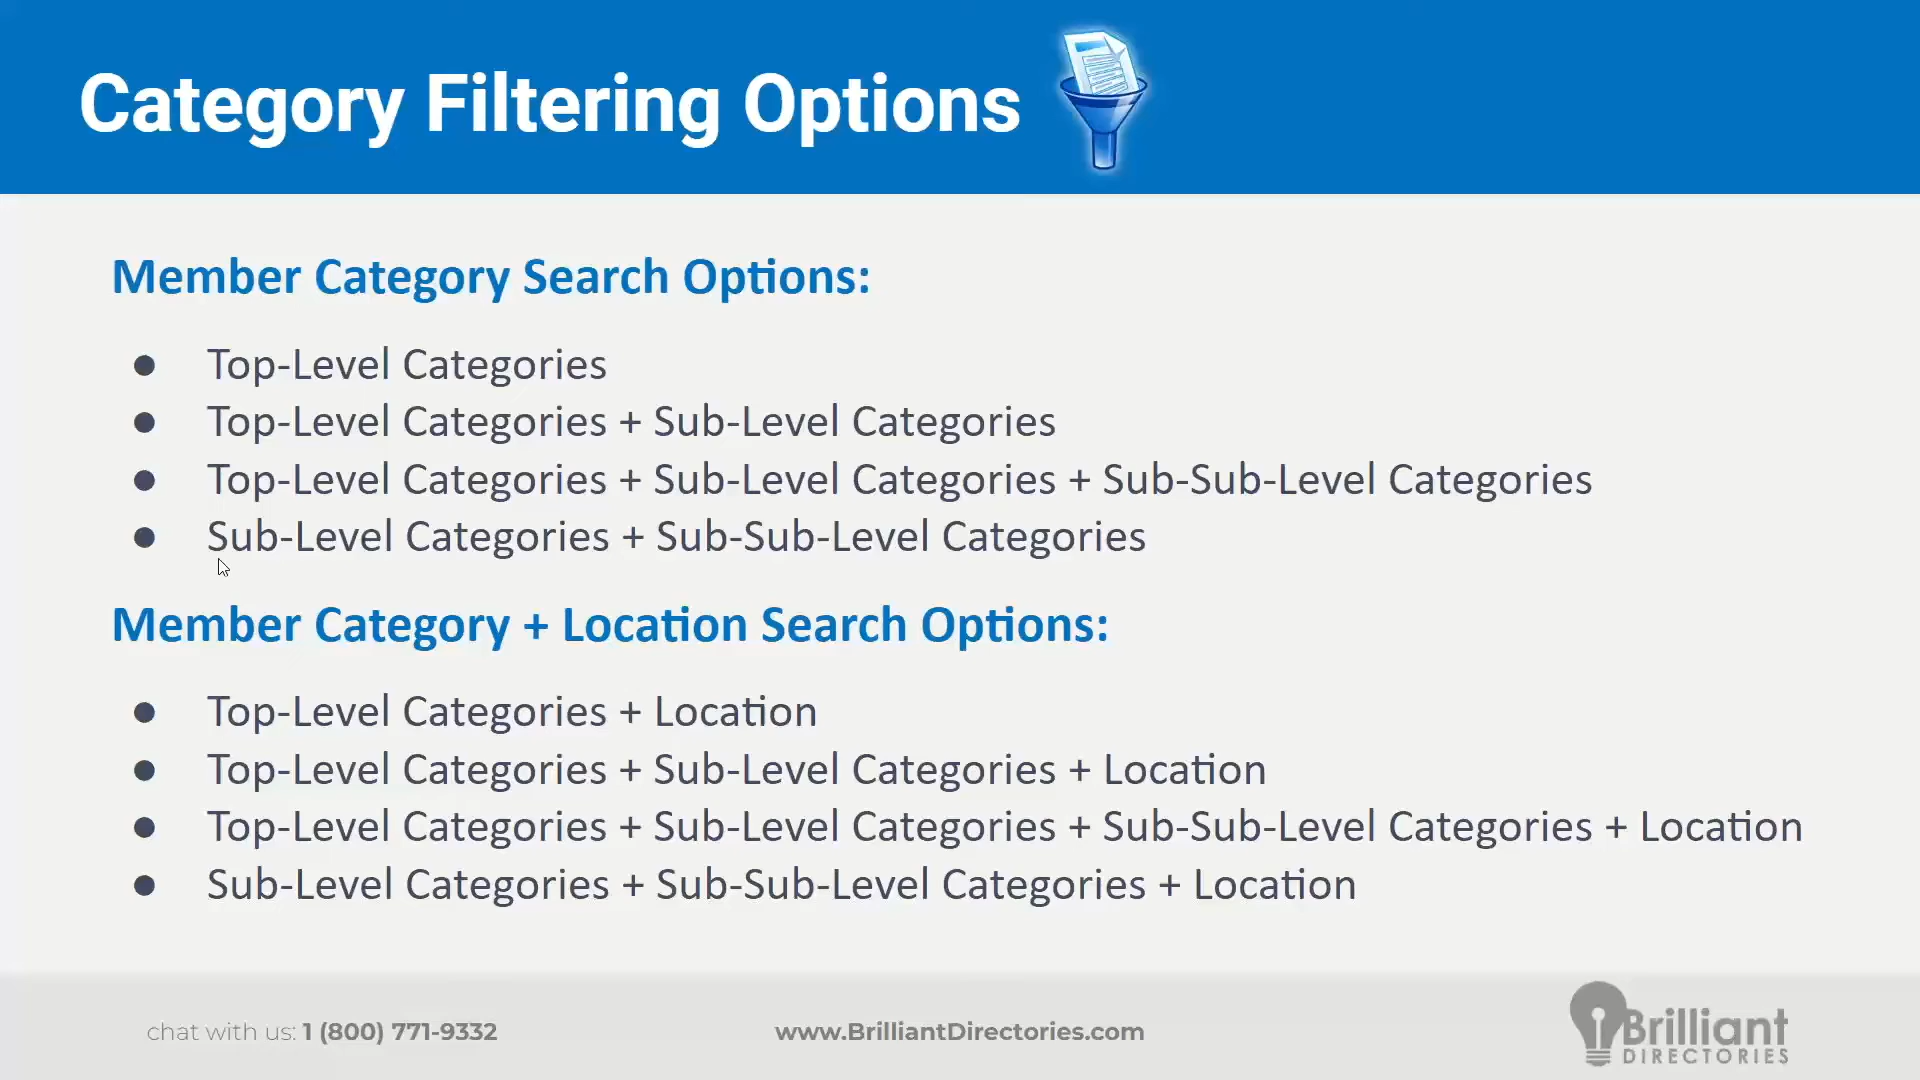 Category Filtering Options
Member Category Search Options:
● Top-Level Categories
● Top-Level Categories + Sub-Level Categories
● Top-Level Categories + Sub-Level Categories + Sub-Sub-Level Categories
● Sub-Level Categories + Sub-Sub-Level Categories
Member Category + Location Search Options:
● Top-Level Categories + Location
● Top-Level Categories + Sub-Level Categories + Location
● Top-Level Categories + Sub-Level Categories + Sub-Sub-Level Categories + Location
● Sub-Level Categories + Sub-Sub-Level Categories + Location
chat with us: 1 (800) 771-9332
www.BrilliantDirectories.com
Brilliant
DIRECTORIES